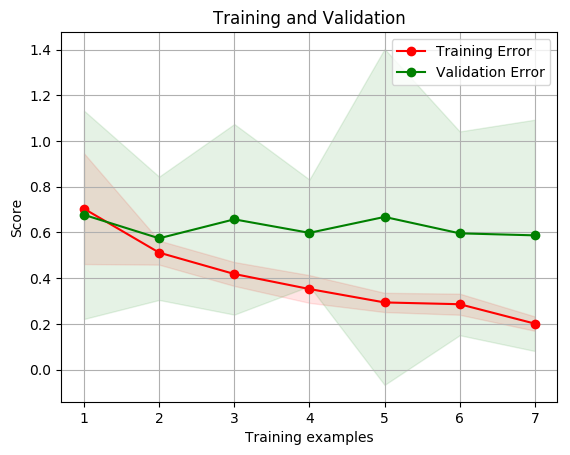 Training and Validation
Training Error
Validation Error
1.4
1.2
1.0
0.8
0.6
0.4
0.2
0.0
Score
1 2 3 4 5 6 7
Training examples